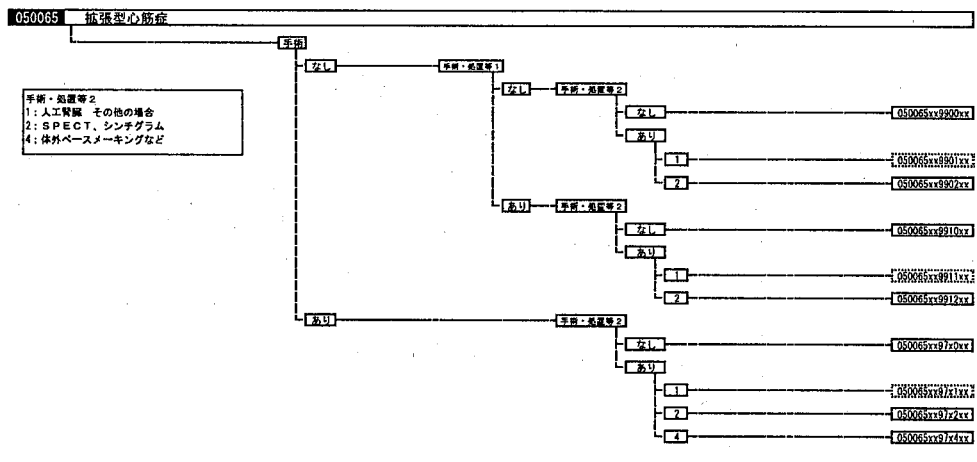 050065 拡張型心筋症
手術
なし 手術・処置等1
なし 手術・処置等2
手術・処置等2
1:人工腎臓 その他の場合
2:SPECT、シンチグラム
4:体外ペースメーキングなど
なし 050065xx9900xx
あり
1 050065xx9901xx
2 050065xx9902xx
あり 手術・処置等2
なし 050065xx9910xx
あり
1 050065xx9911xx
2 050065xx9912xx
あり 手術・処置等2
なし 050065xx97x0xx
あり
1 050065xx97x1xx
2 050065xx97x2xx
4 050065xx97x4xx